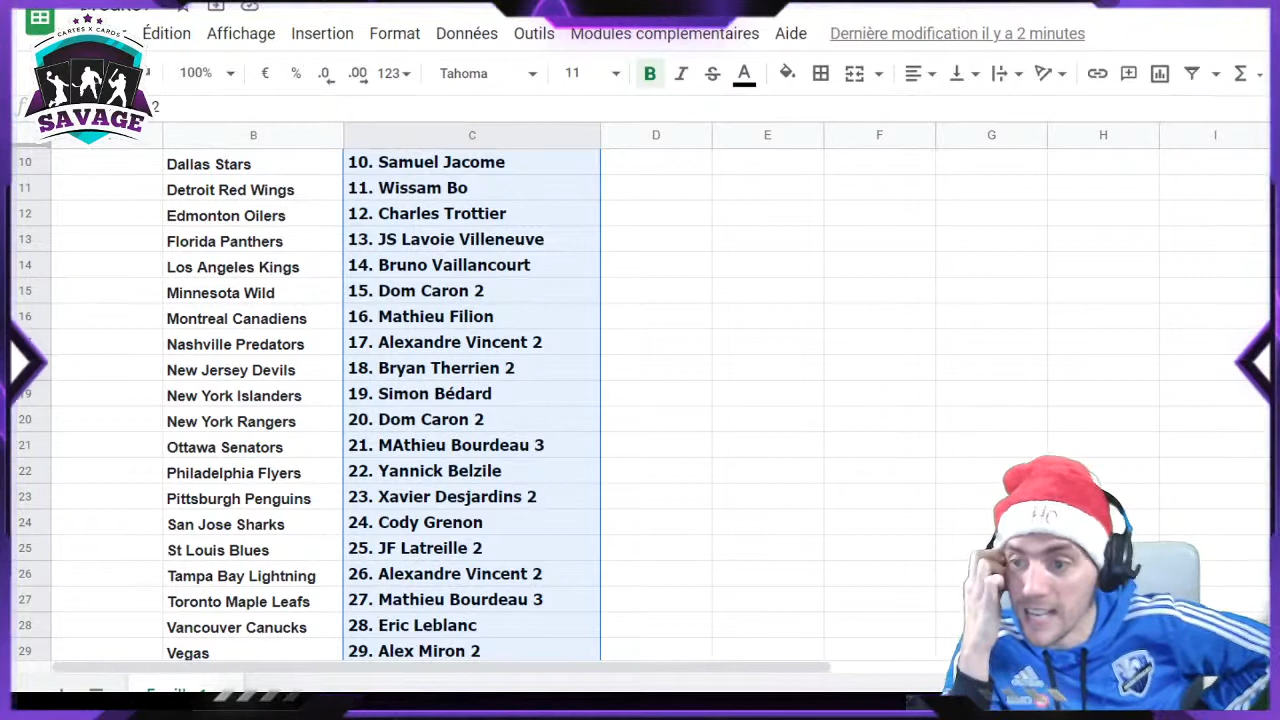 CARTES X CARDS
SAVAGE
Édition Affichage Insertion Format Données Outils Modules complémentaires Aide Dernière modification il y a 2 minutes
100% € % .0 .00 123 Tahoma 11 B I S A Σ
2
B C D E F G H I
10 Dallas Stars 10. Samuel Jacome
11 Detroit Red Wings 11. Wissam Bo
12 Edmonton Oilers 12. Charles Trottier
13 Florida Panthers 13. JS Lavoie Villeneuve
14 Los Angeles Kings 14. Bruno Vaillancourt
15 Minnesota Wild 15. Dom Caron 2
16 Montreal Canadiens 16. Mathieu Filion
Nashville Predators 17. Alexandre Vincent 2
New Jersey Devils 18. Bryan Therrien 2
19 New York Islanders 19. Simon Bédard
20 New York Rangers 20. Dom Caron 2
21 Ottawa Senators 21. MAthieu Bourdeau 3
22 Philadelphia Flyers 22. Yannick Belzile
23 Pittsburgh Penguins 23. Xavier Desjardins 2
24 San Jose Sharks 24. Cody Grenon
25 St Louis Blues 25. JF Latreille 2
26 Tampa Bay Lightning 26. Alexandre Vincent 2
27 Toronto Maple Leafs 27. Mathieu Bourdeau 3
28 Vancouver Canucks 28. Eric Leblanc
29 Vegas 29. Alex Miron 2
Ho